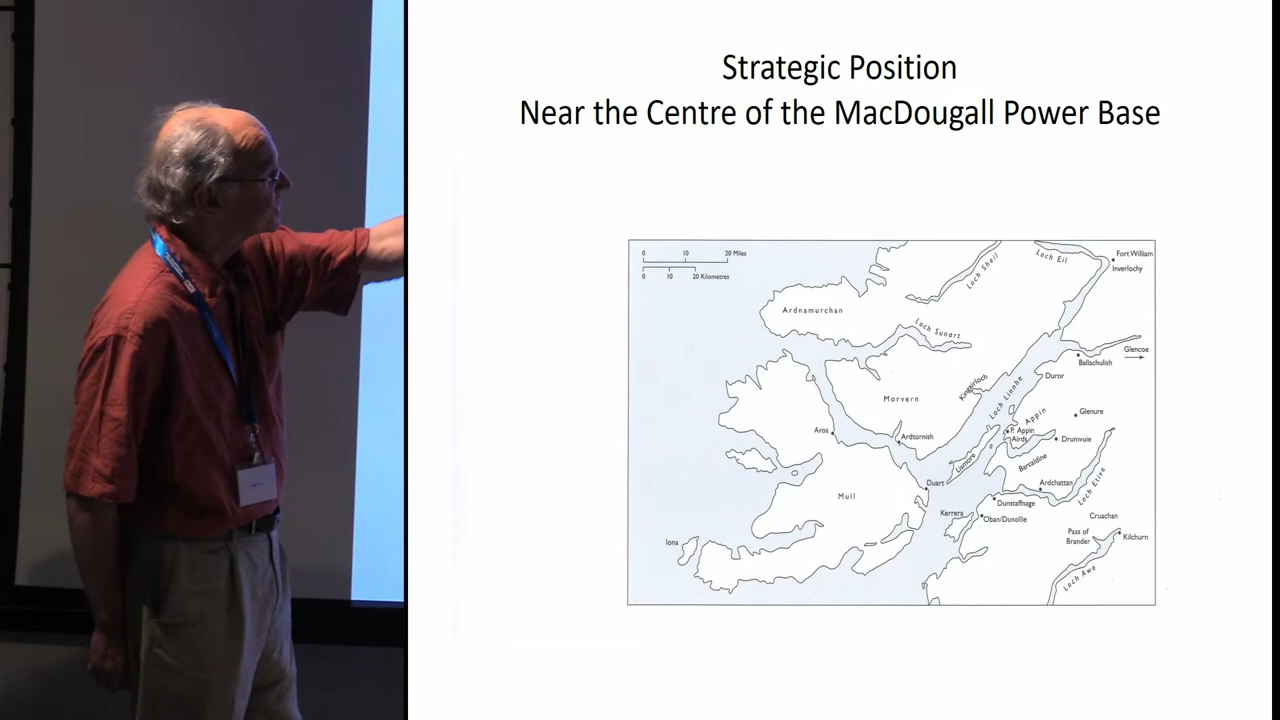 Strategic Position
Near the Centre of the MacDougall Power Base
0 10 20 Miles
0 10 20 Kilometres
Loch Sheil
Loch Eil
Fort William
Inverlochy
Ardnamurchan
Loch Sunart
Glencoe
Ballachulish
Duror
Kingairloch
Loch Linnhe
Morvern
Appin
Glenure
Aros
Ardtornish
P. Appin
Airds
Drumvuie
Lismore
Barcaldine
Duart
Ardchattan
Loch Etive
Mull
Dunstaffnage
Kerrera
Oban/Dunollie
Cruachan
Pass of
Brander
Kilchurn
Iona
Loch Awe